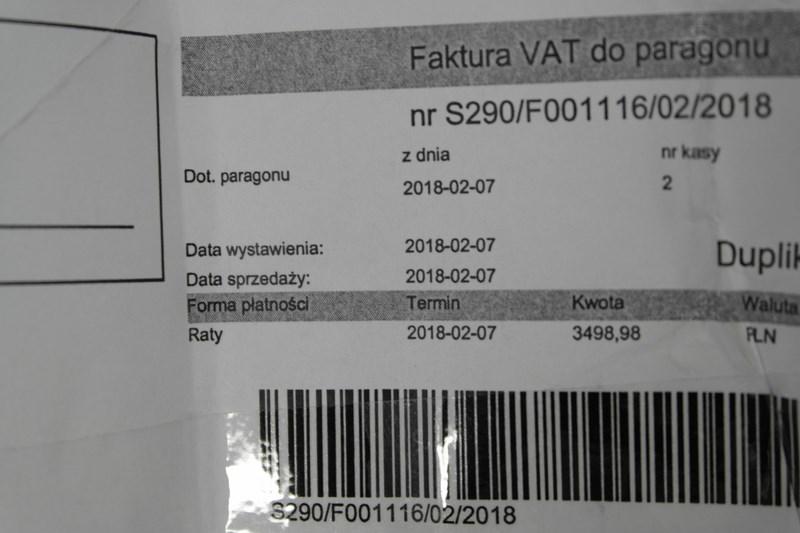 Faktura VAT do paragonu
nr S290/F001116/02/2018
z dnia nr kasy
Dot. paragonu 2018-02-07 2
Data wystawienia: 2018-02-07
Duplik
Data sprzedaży: 2018-02-07
Forma płatności Termin Kwota Waluta
Raty 2018-02-07 3498,98 PLN
S290/F001116/02/2018